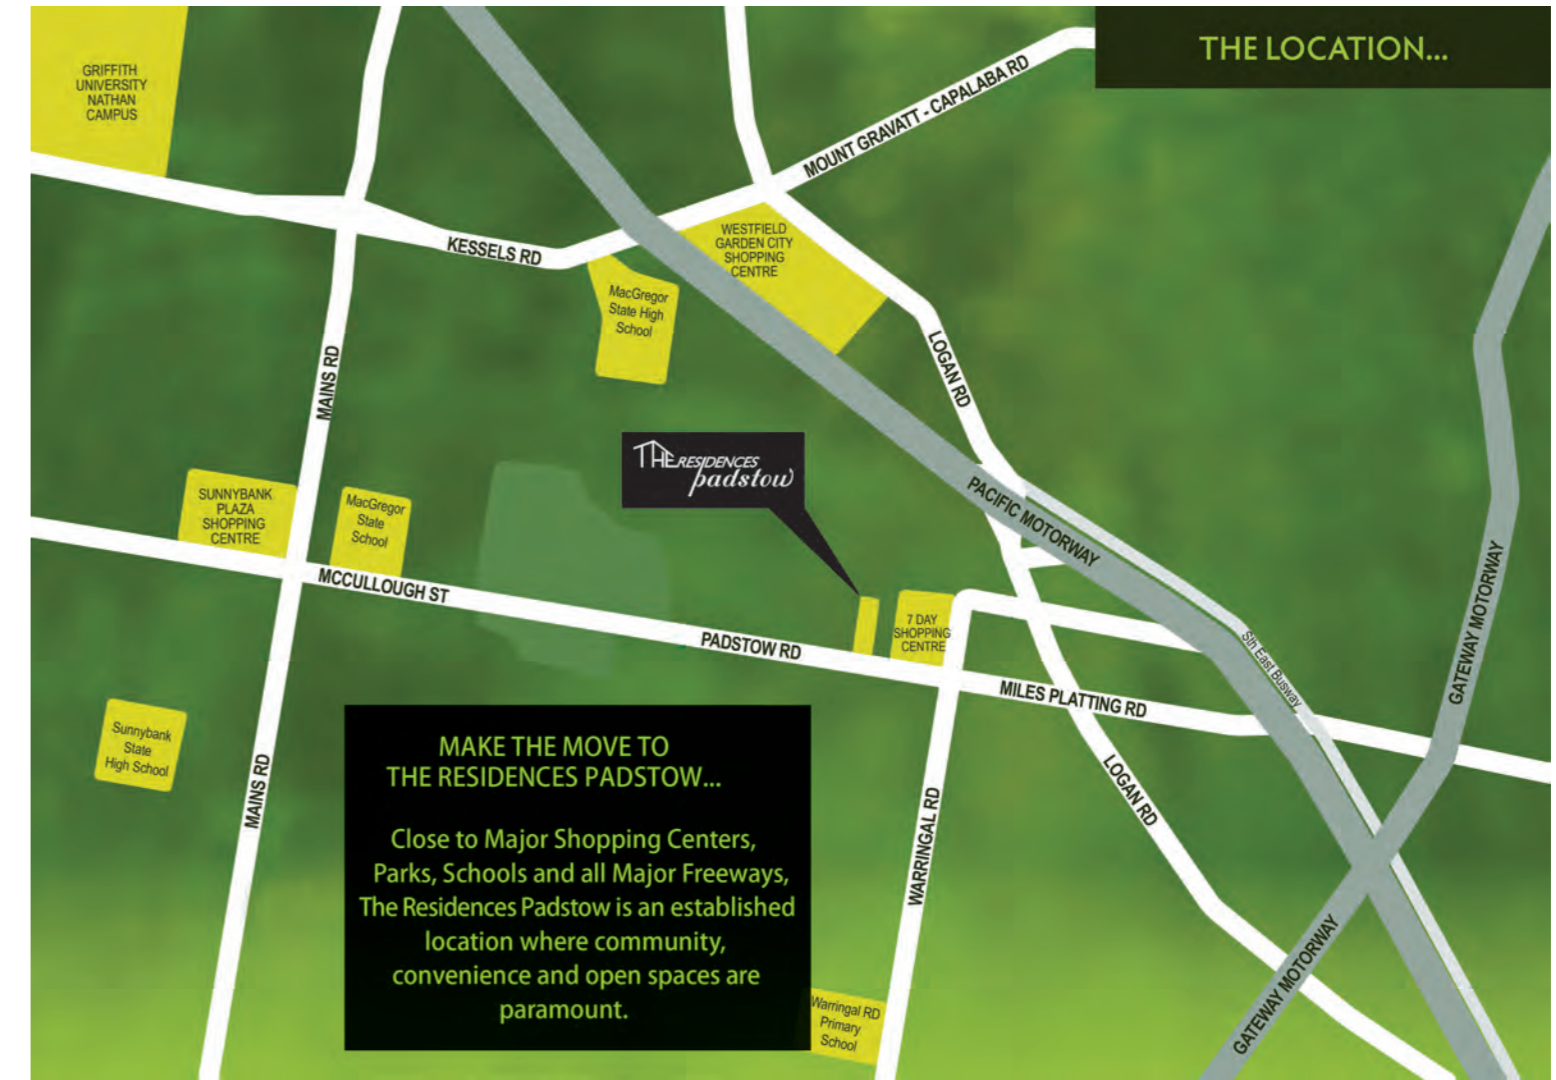 THE LOCATION...
GRIFFITH
UNIVERSITY
NATHAN
CAMPUS
MOUNT GRAVATT - CAPALABA RD
KESSELS RD
WESTFIELD
GARDEN CITY
SHOPPING
CENTRE
MacGregor
State High
School
MAINS RD
LOGAN RD
THE RESIDENCES
padstow
PACIFIC MOTORWAY
SUNNYBANK
PLAZA
SHOPPING
CENTRE
MacGregor
State
School
MCCULLOUGH ST
PADSTOW RD
7 DAY
SHOPPING
CENTRE
Sth East Busway
GATEWAY MOTORWAY
MILES PLATTING RD
Sunnybank
State
High School
MAINS RD
MAKE THE MOVE TO
THE RESIDENCES PADSTOW...
Close to Major Shopping Centers,
Parks, Schools and all Major Freeways,
The Residences Padstow is an established
location where community,
convenience and open spaces are
paramount.
LOGAN RD
WARRINGAL RD
GATEWAY MOTORWAY
Warringal RD
Primary
School